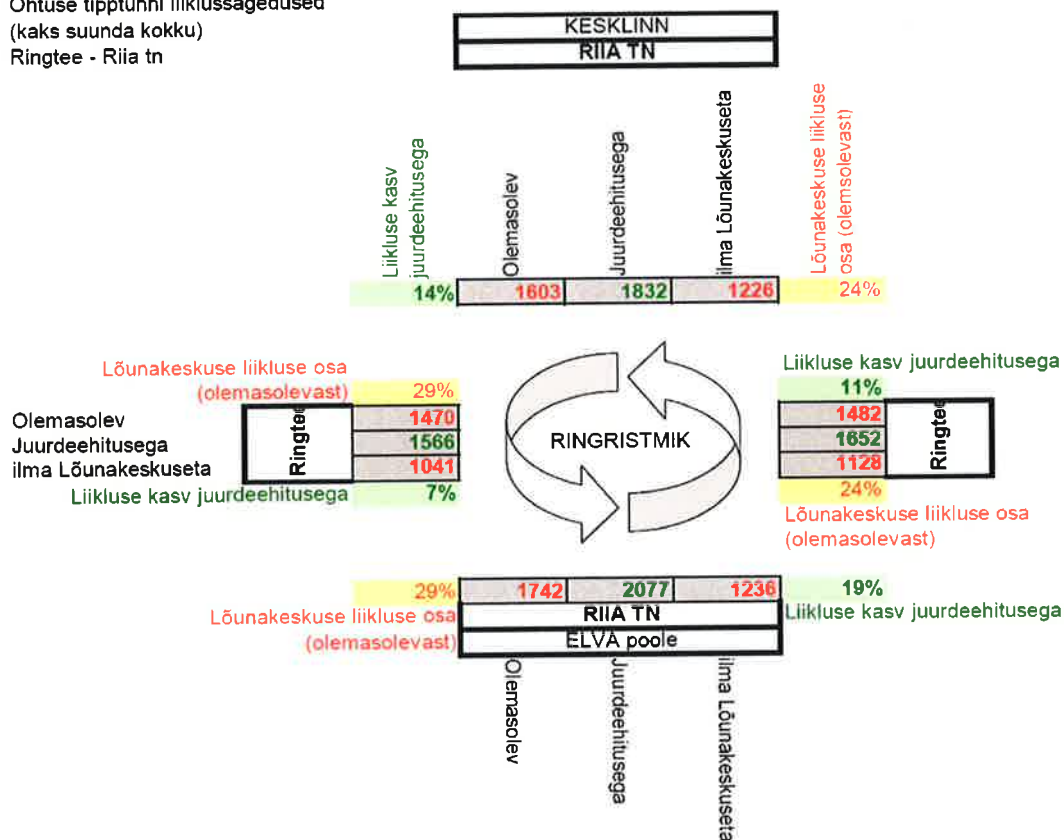 Õhtuse tipptunni liiklussagedused
(kaks suunda kokku)
Ringtee - Riia tn
KESKLINN
RIIA TN
Liikluse kasv
juurdeehitusega
Olemasolev
Juurdeehitusega
ilma Lõunakeskuseta
Lõunakeskuse liikluse
osa (olemsolevast)
14% 1603 1832 1226 24%
Lõunakeskuse liikluse osa
(olemasolevast) 29%
Olemasolev 1470
Juurdeehitusega 1566
ilma Lõunakeskuseta 1041
Ringtee
Liikluse kasv juurdeehitusega 7%
RINGRISTMIK
Liikluse kasv juurdeehitusega
11%
1482
1652
1128
Ringtee
24%
Lõunakeskuse liikluse osa
(olemasolevast)
29% 1742 2077 1236 19%
Lõunakeskuse liikluse osa
(olemasolevast)
RIIA TN
ELVA poole
Liikluse kasv juurdeehitusega
Olemasolev
Juurdeehitusega
ilma Lõunakeskuseta